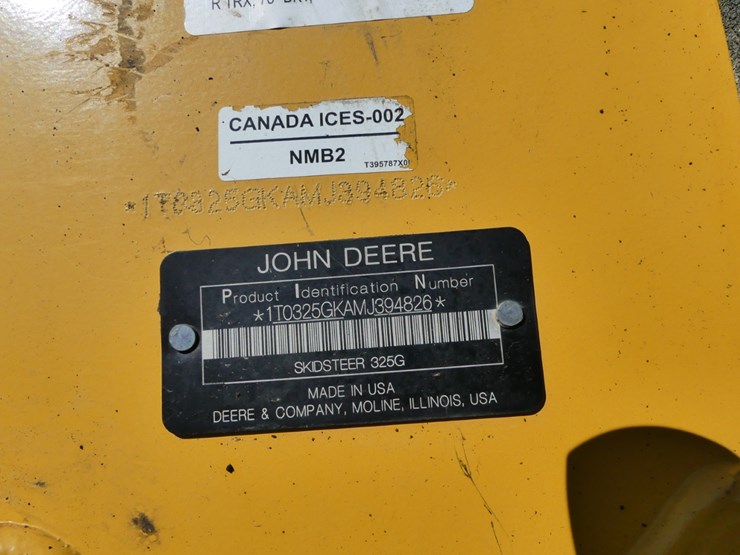 CANADA ICES-002
NMB2
T395787X0
*1T0325GKAMJ394826*
JOHN DEERE
Product Identification Number
*1T0325GKAMJ394826*
SKIDSTEER 325G
MADE IN USA
DEERE & COMPANY, MOLINE, ILLINOIS, USA